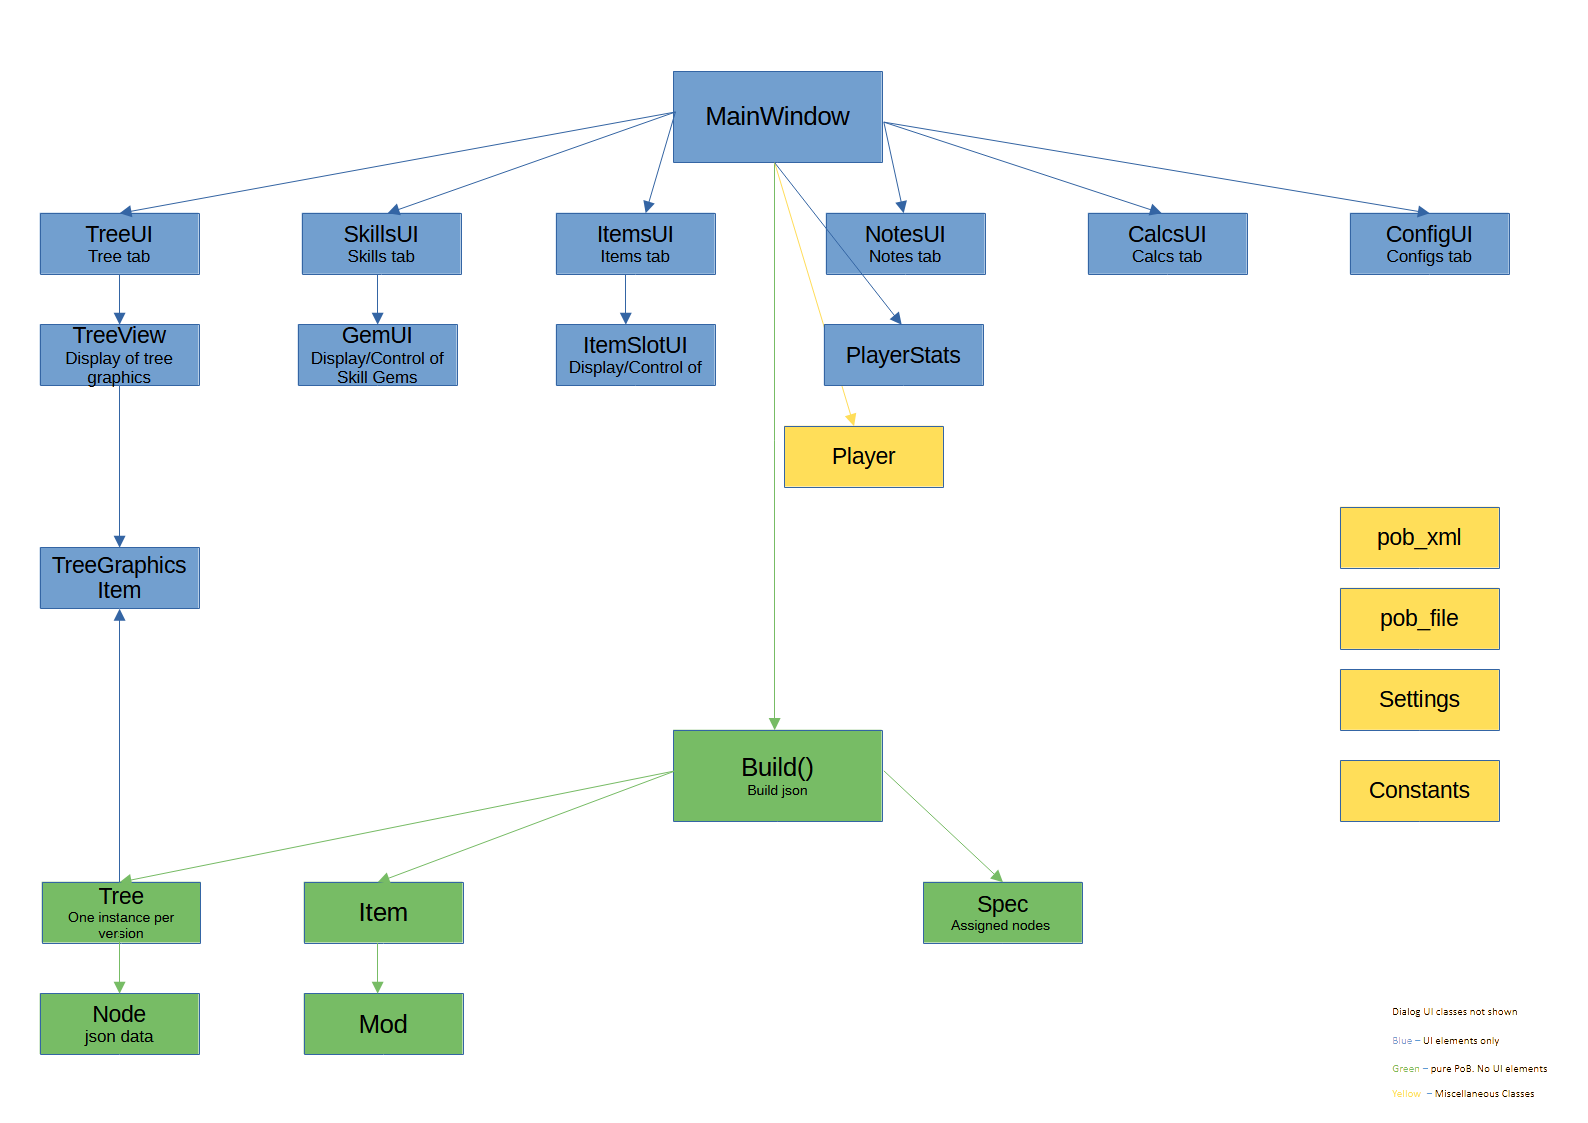 MainWindow
TreeUI
Tree tab
SkillsUI
Skills tab
ItemsUI
Items tab
NotesUI
Notes tab
CalcsUI
Calcs tab
ConfigUI
Configs tab
TreeView
Display of tree
graphics
GemUI
Display/Control of
Skill Gems
ItemSlotUI
Display/Control of
PlayerStats
Player
pob_xml
TreeGraphics
Item
pob_file
Settings
Build()
Build json
Constants
Tree
One instance per
version
Item
Spec
Assigned nodes
Node
json data
Mod
Dialog UI classes not shown
Blue – UI elements only
Green – pure PoB. No UI elements
Yellow – Miscellaneous Classes